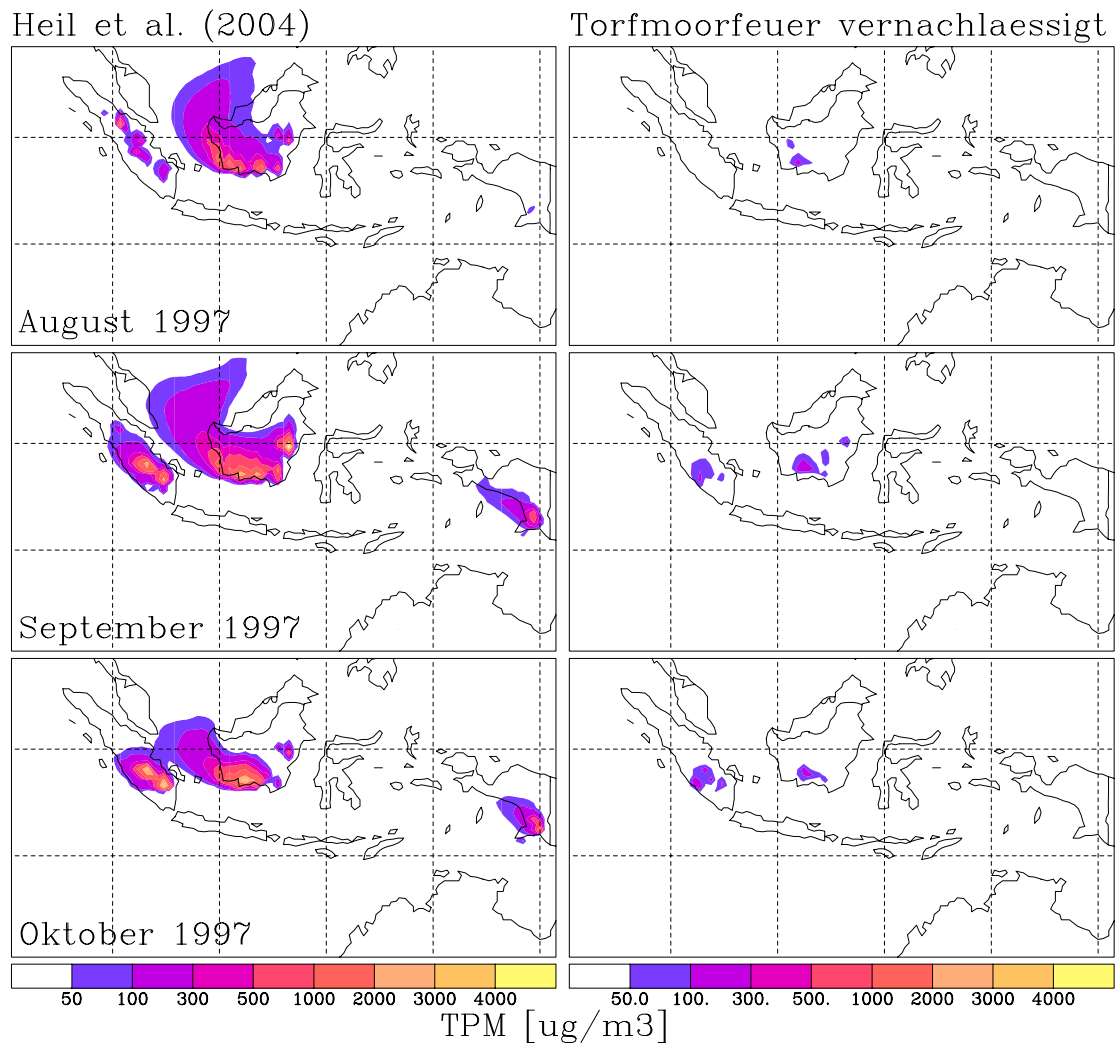 Heil et al. (2004)
Torfmoorfeuer vernachlaessigt
August 1997
September 1997
Oktober 1997
50 100 300 500 1000 2000 3000 4000
50.0 100. 300. 500. 1000 2000 3000 4000
TPM [ug/m3]